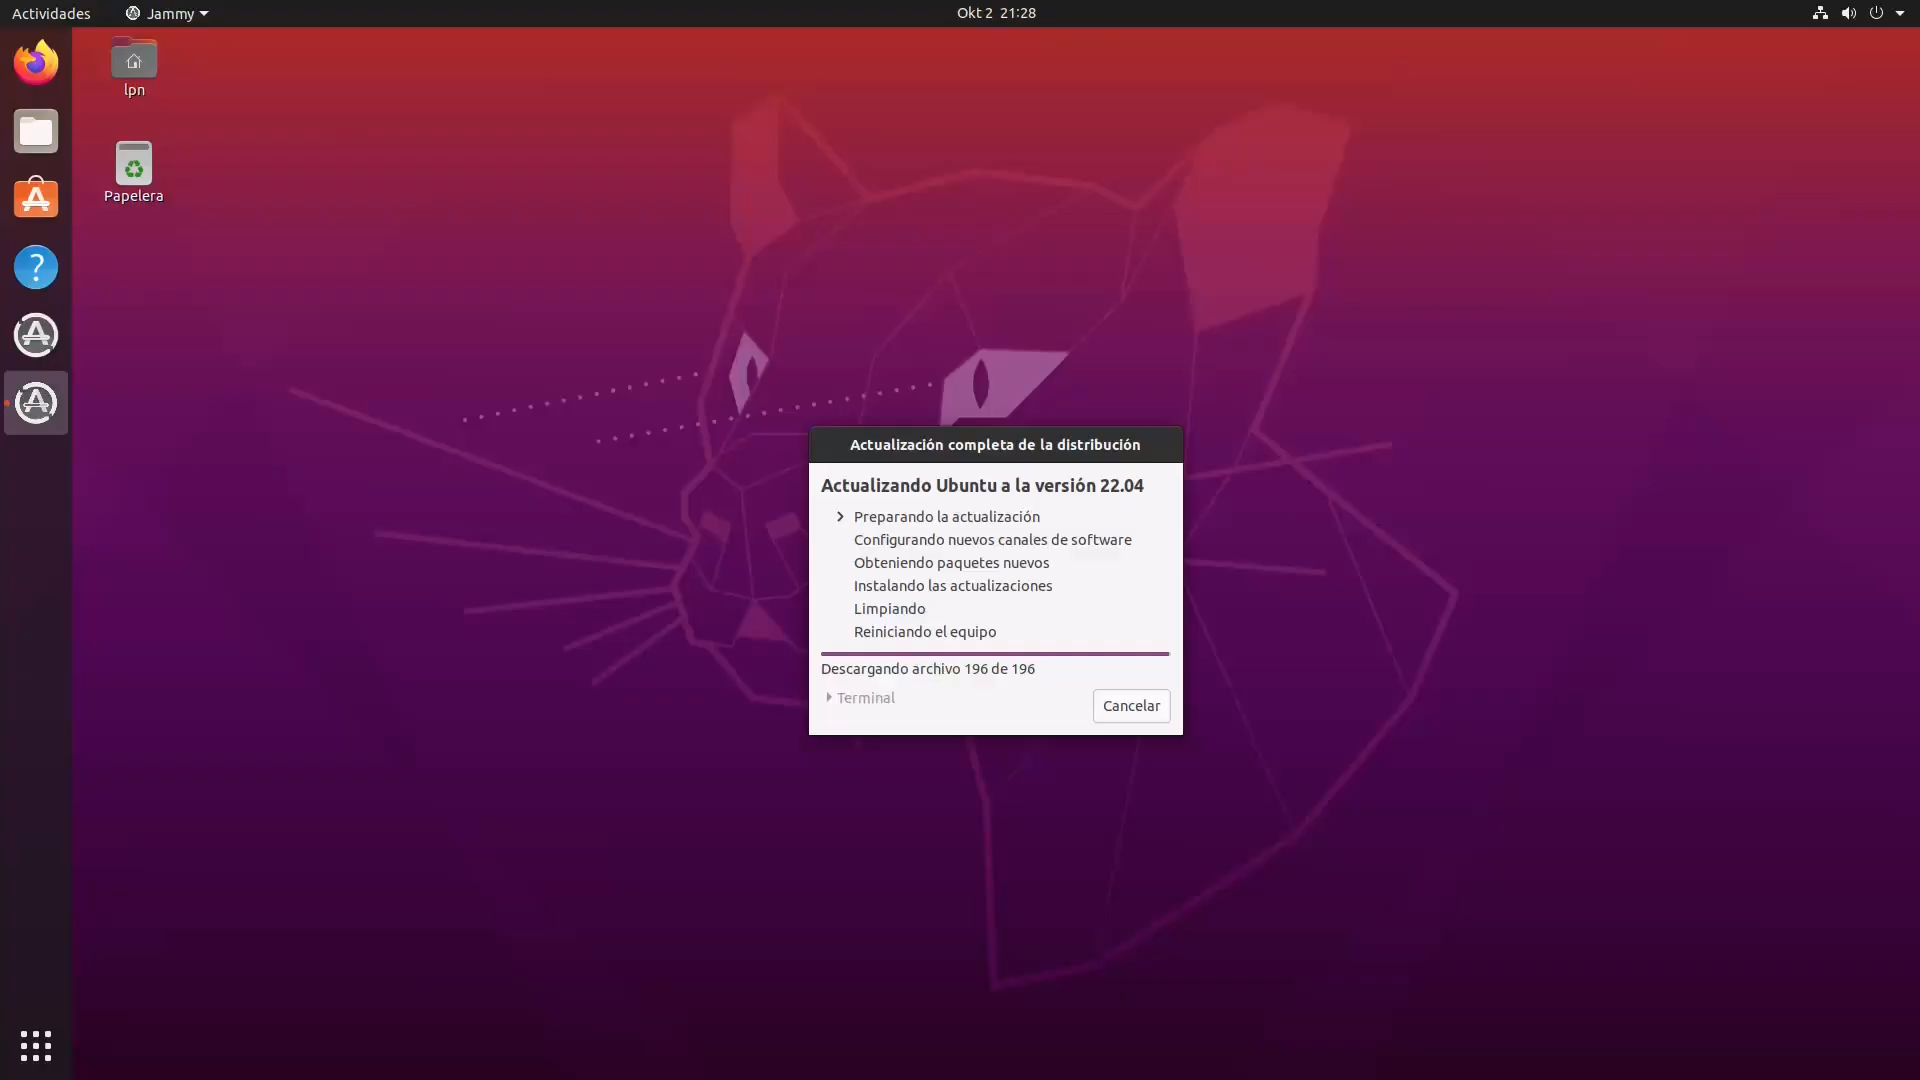 Actividades
Jammy
Okt 2 21:28
lpn
Papelera
Actualización completa de la distribución
Actualizando Ubuntu a la versión 22.04
Preparando la actualización
Configurando nuevos canales de software
Obteniendo paquetes nuevos
Instalando las actualizaciones
Limpiando
Reiniciando el equipo
Descargando archivo 196 de 196
Terminal
Cancelar